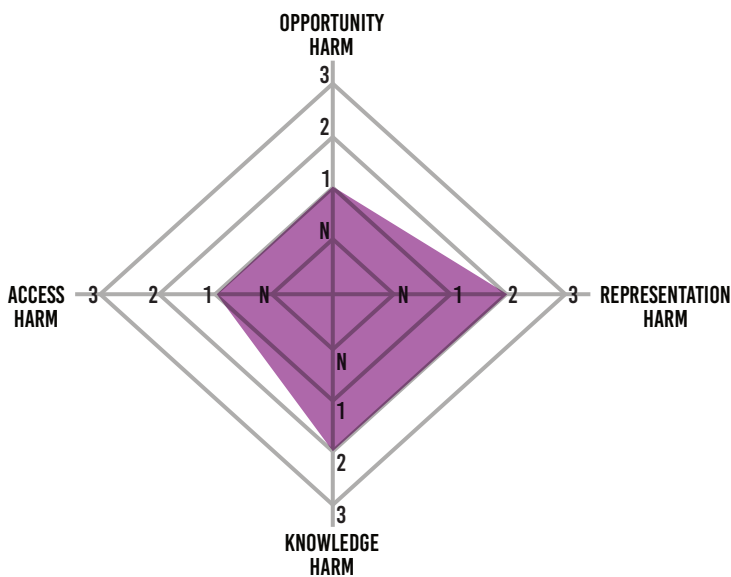 OPPORTUNITY
HARM
3
2
1
N
ACCESS
HARM
3
2
1
N
N
1
2
3
REPRESENTATION
HARM
N
1
2
3
KNOWLEDGE
HARM